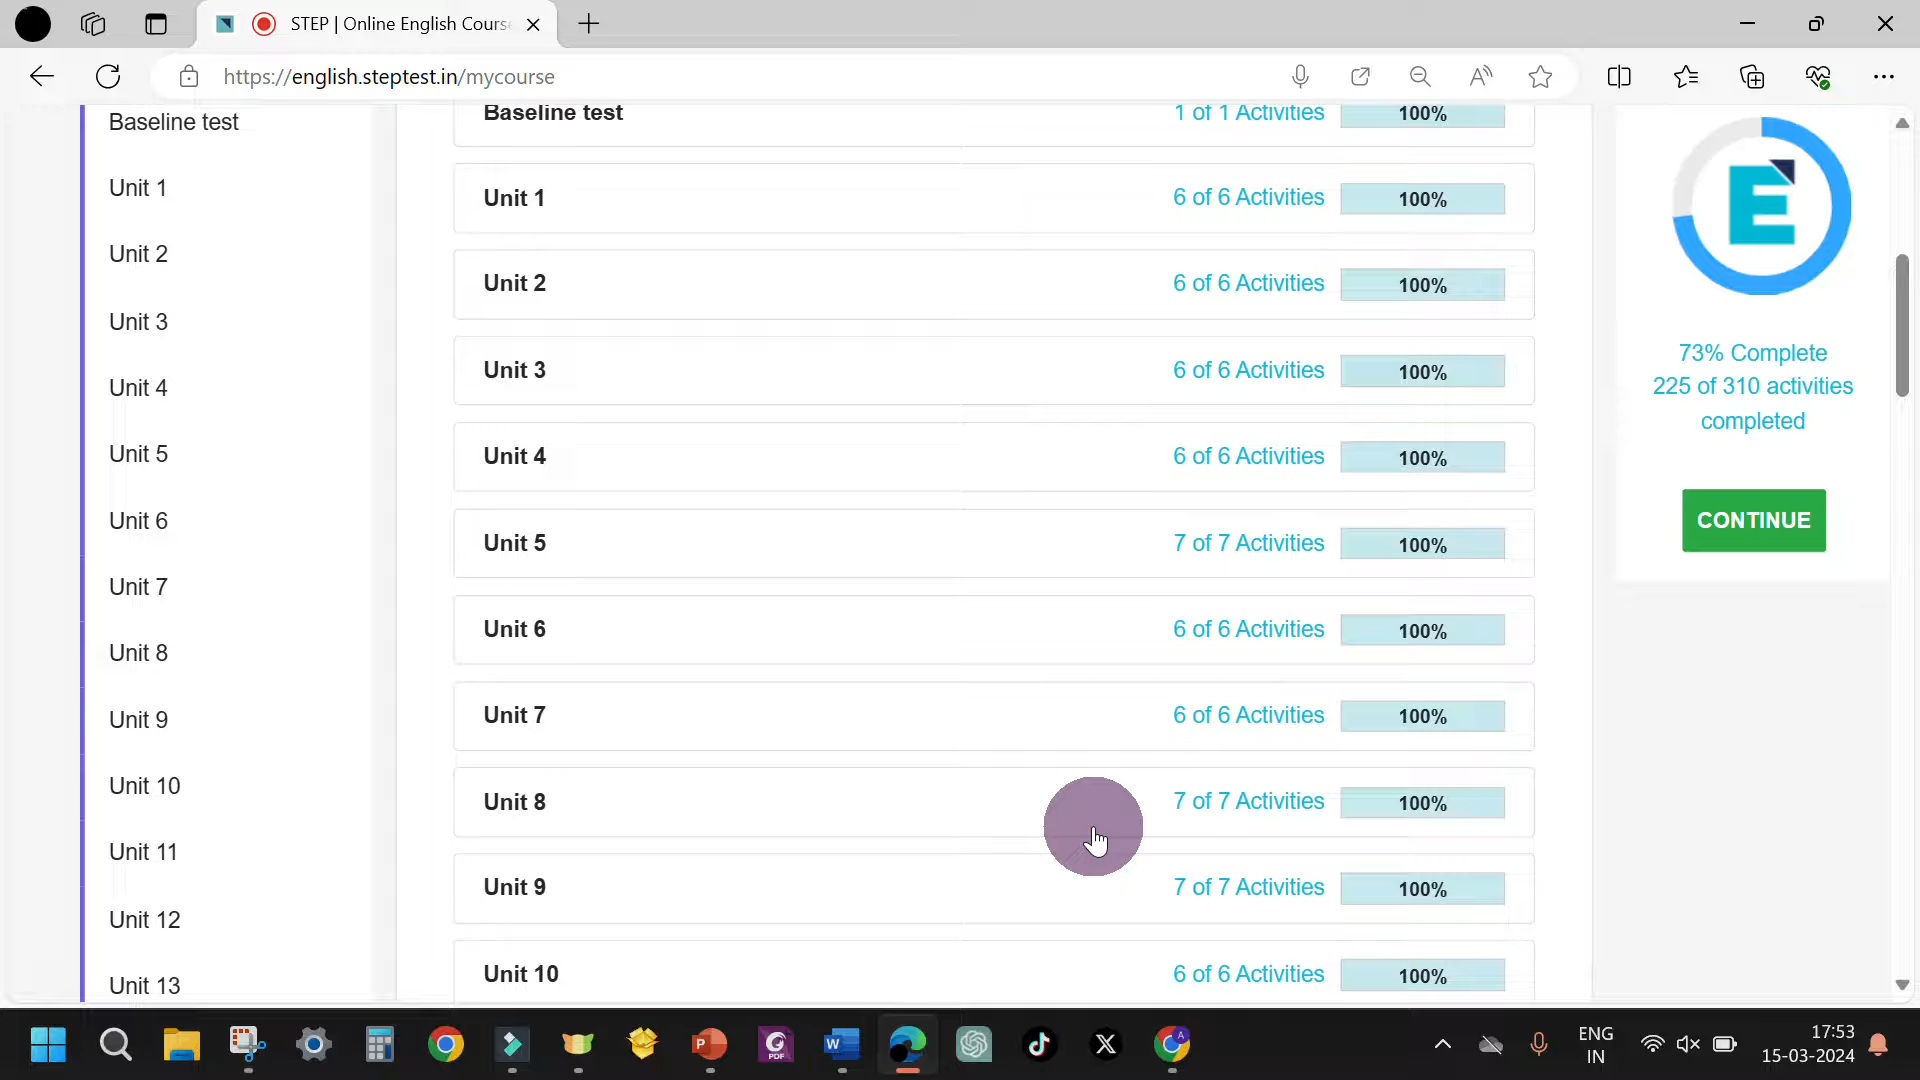 STEP | Online English Cours
https://english.steptest.in/mycourse
Baseline test
Unit 1
Unit 2
Unit 3
Unit 4
Unit 5
Unit 6
Unit 7
Unit 8
Unit 9
Unit 10
Unit 11
Unit 12
Unit 13
Baseline test 1 of 1 Activities 100%
Unit 1 6 of 6 Activities 100%
Unit 2 6 of 6 Activities 100%
Unit 3 6 of 6 Activities 100%
Unit 4 6 of 6 Activities 100%
Unit 5 7 of 7 Activities 100%
Unit 6 6 of 6 Activities 100%
Unit 7 6 of 6 Activities 100%
Unit 8 7 of 7 Activities 100%
Unit 9 7 of 7 Activities 100%
Unit 10 6 of 6 Activities 100%
E
73% Complete
225 of 310 activities
completed
CONTINUE
ENG
IN
17:53
15-03-2024